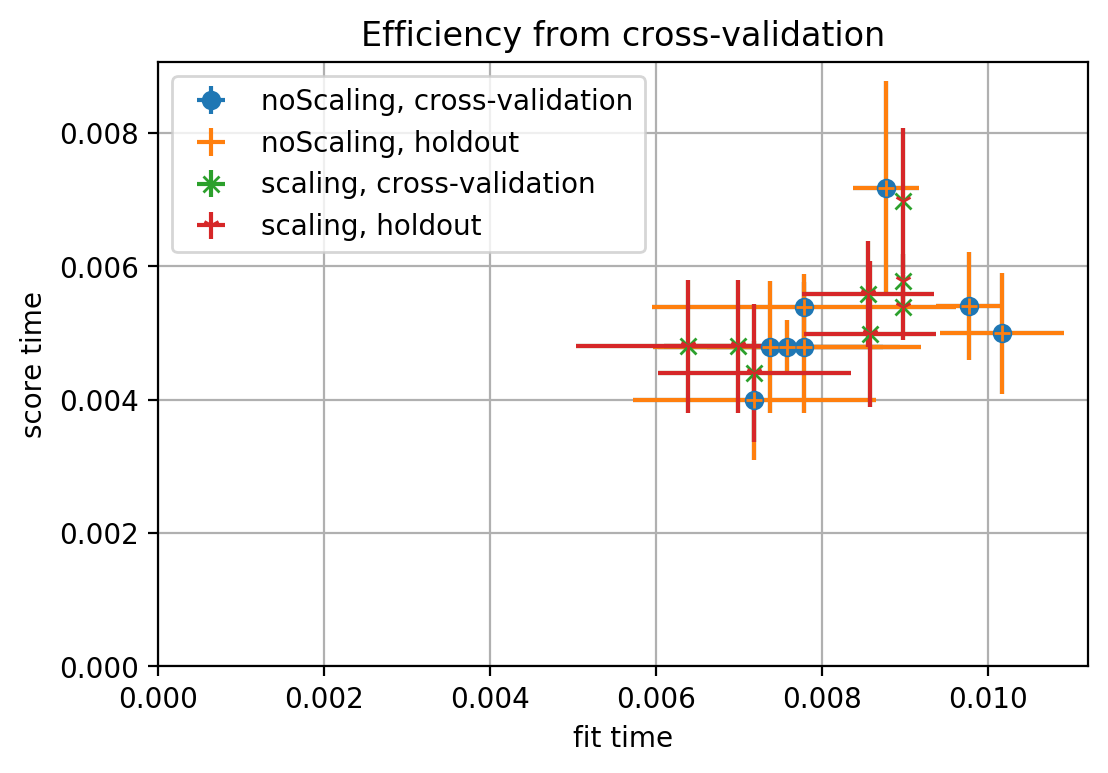 Efficiency from cross-validation
noScaling, cross-validation
noScaling, holdout
scaling, cross-validation
scaling, holdout
score time
0.008
0.006
0.004
0.002
0.000
0.000 0.002 0.004 0.006 0.008 0.010
fit time